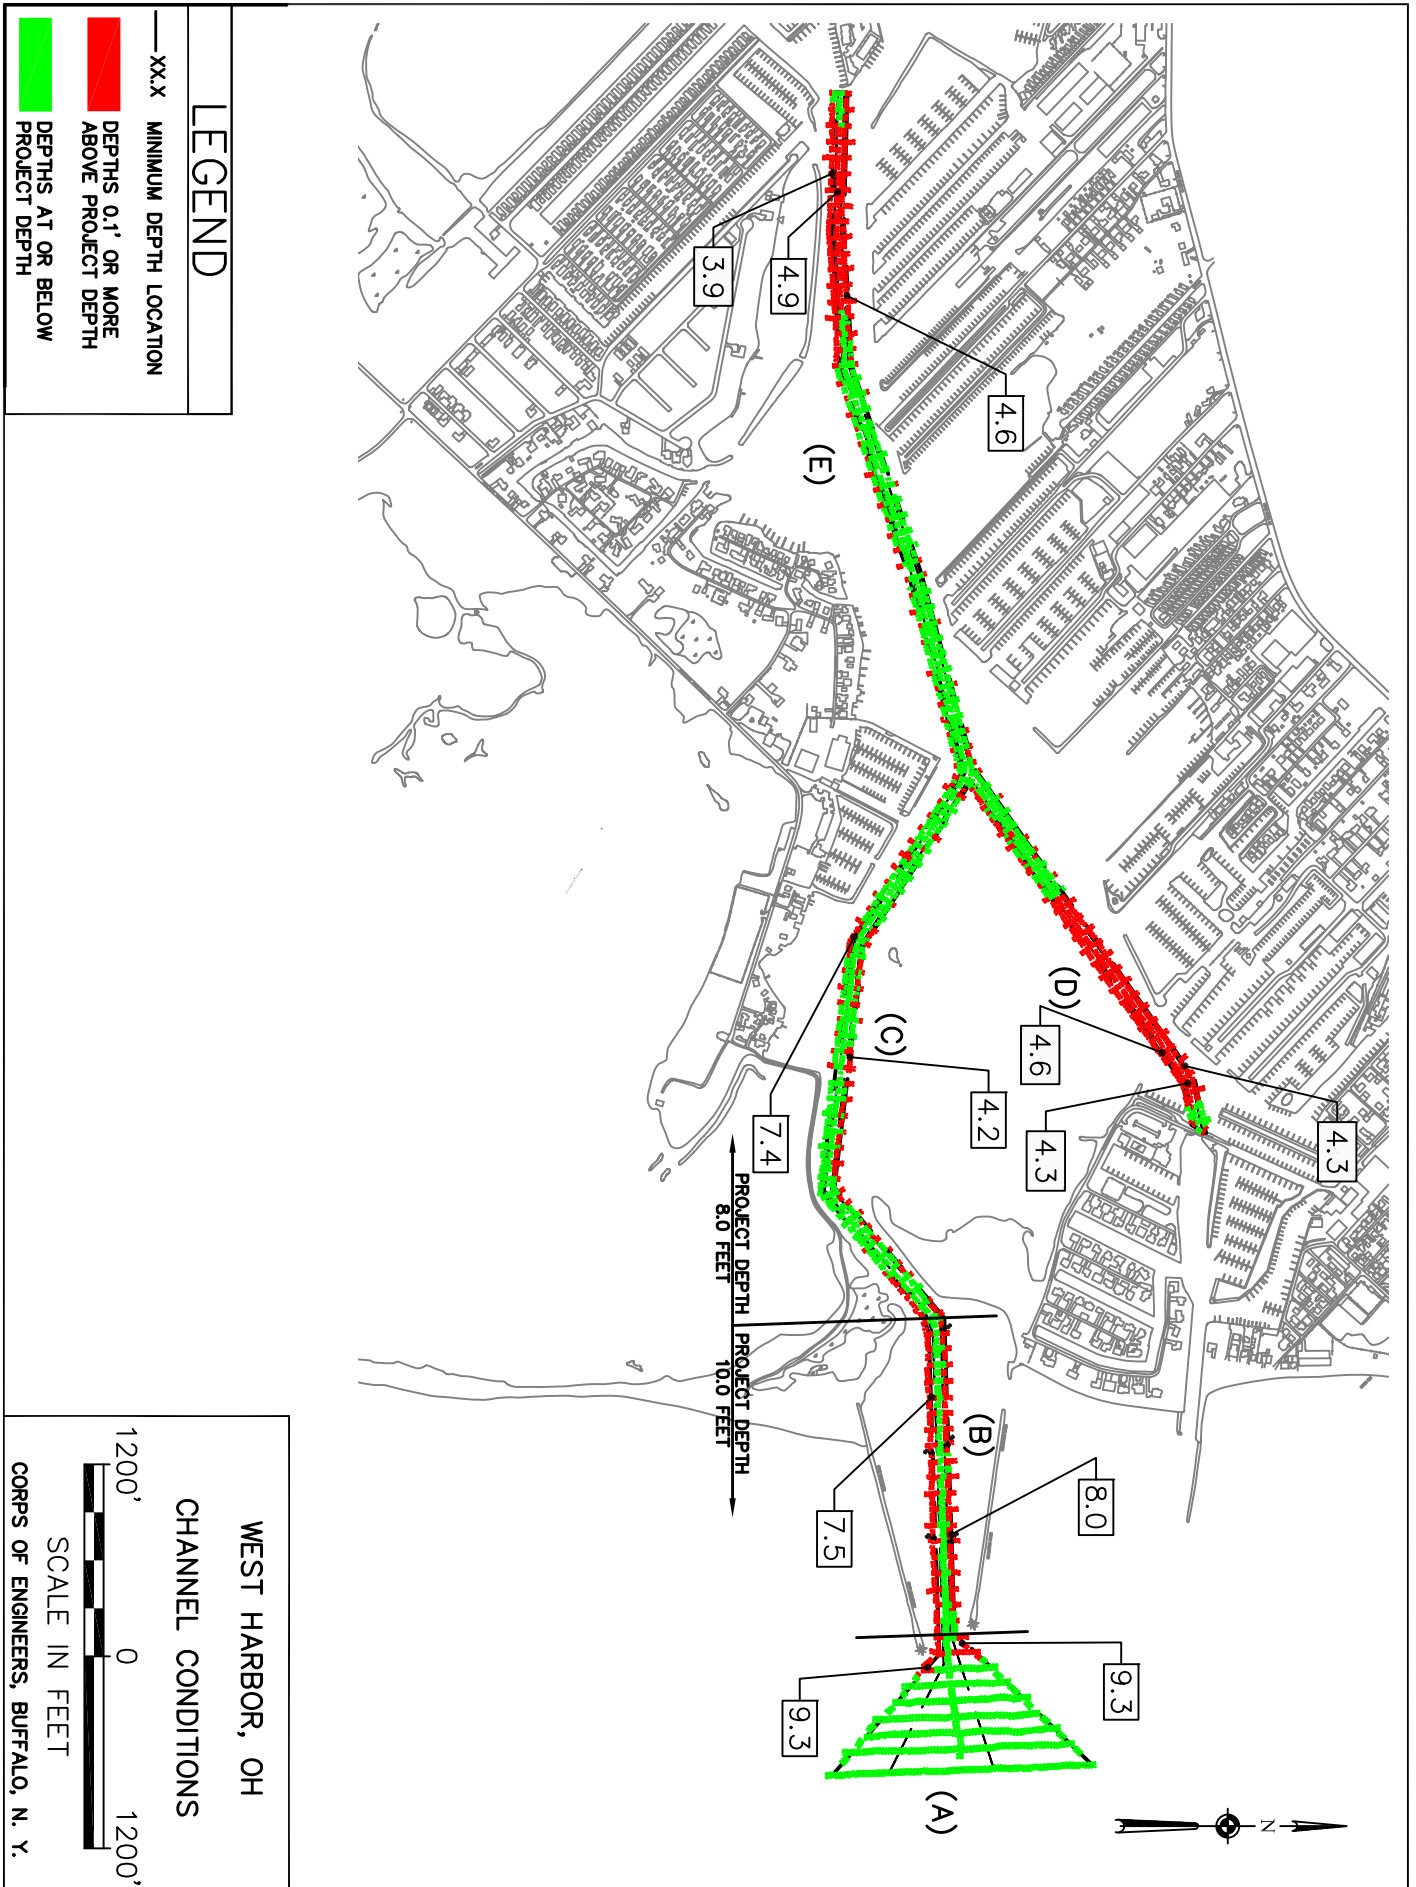 LEGEND
XX.X MINIMUM DEPTH LOCATION
DEPTHS 0.1' OR MORE
ABOVE PROJECT DEPTH
DEPTHS AT OR BELOW
PROJECT DEPTH
3.9
4.9
4.6
(E)
(D)
4.6
4.3
4.3
(C)
4.2
7.4
PROJECT DEPTH
8.0 FEET
PROJECT DEPTH
10.0 FEET
(B)
8.0
7.5
9.3
9.3
(A)
N
WEST HARBOR, OH
CHANNEL CONDITIONS
1200' 0 1200'
SCALE IN FEET
CORPS OF ENGINEERS, BUFFALO, N. Y.